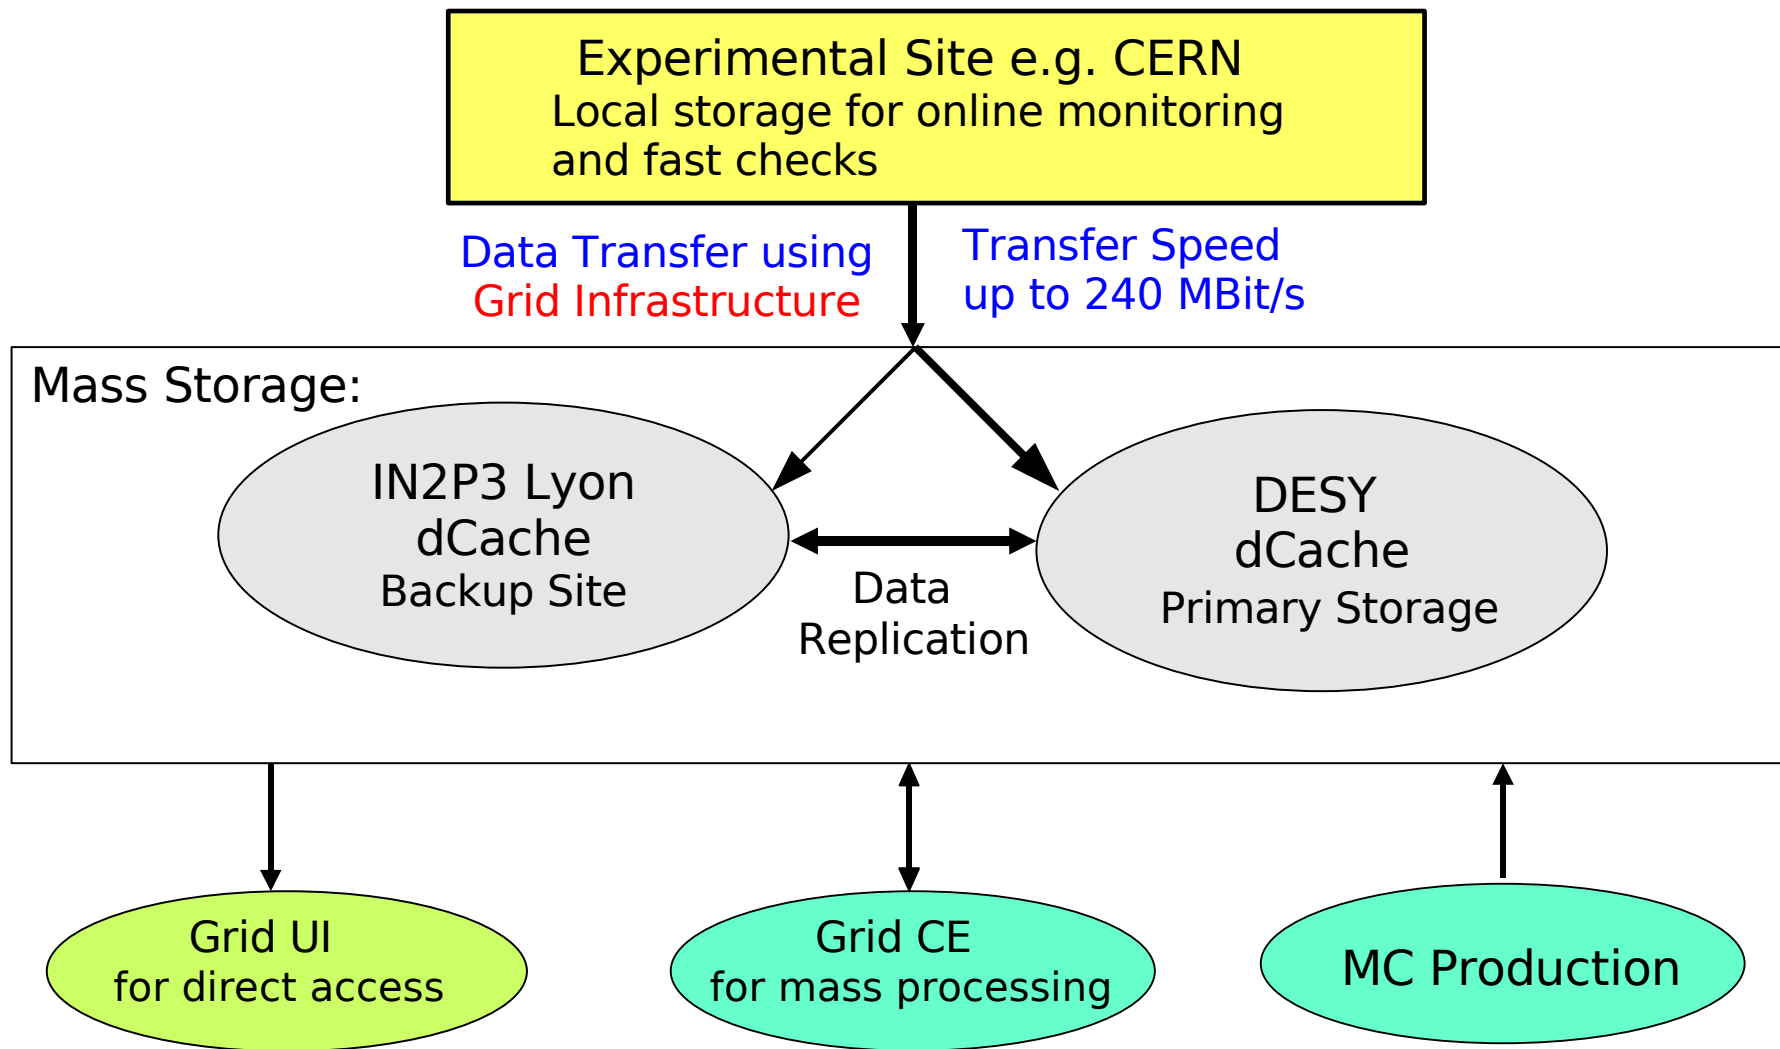 Experimental Site e.g. CERN
Local storage for online monitoring
and fast checks
Data Transfer using
Grid Infrastructure
Transfer Speed
up to 240 MBit/s
Mass Storage:
IN2P3 Lyon
dCache
Backup Site
Data
Replication
DESY
dCache
Primary Storage
Grid UI
for direct access
Grid CE
for mass processing
MC Production